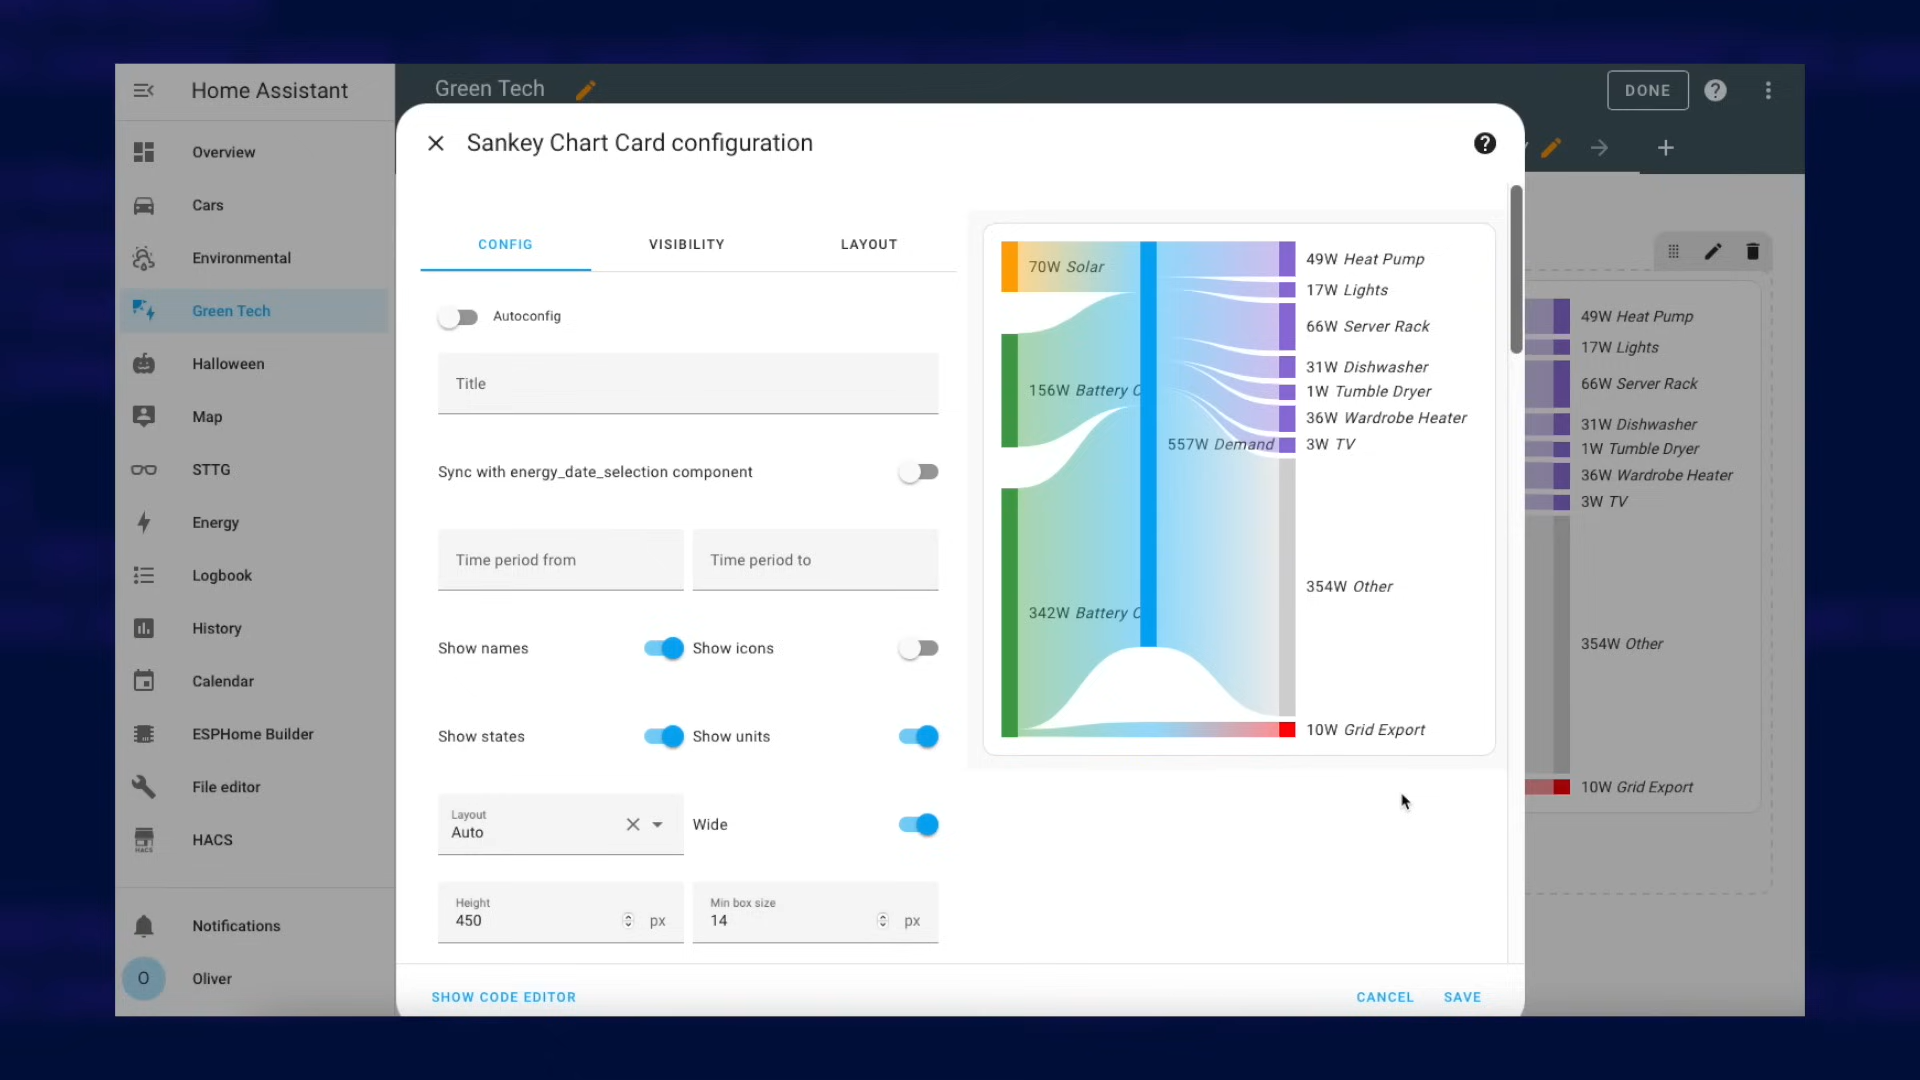 Home Assistant
Overview
Cars
Environmental
Green Tech
Halloween
Map
STTG
Energy
Logbook
History
Calendar
ESPHome Builder
File editor
HACS
HACS
Notifications
O
Oliver
Green Tech
DONE
?
Sankey Chart Card configuration
?
CONFIG
VISIBILITY
LAYOUT
Autoconfig
Title
Sync with energy_date_selection component
Time period from
Time period to
Show names
Show icons
Show states
Show units
Layout
Auto
Wide
Height
450
px
Min box size
14
px
SHOW CODE EDITOR
CANCEL
SAVE
70W Solar
156W Battery
342W Battery
557W Demand
49W Heat Pump
17W Lights
66W Server Rack
31W Dishwasher
1W Tumble Dryer
36W Wardrobe Heater
3W TV
354W Other
10W Grid Export
49W Heat Pump
17W Lights
66W Server Rack
31W Dishwasher
1W Tumble Dryer
36W Wardrobe Heater
3W TV
354W Other
10W Grid Export